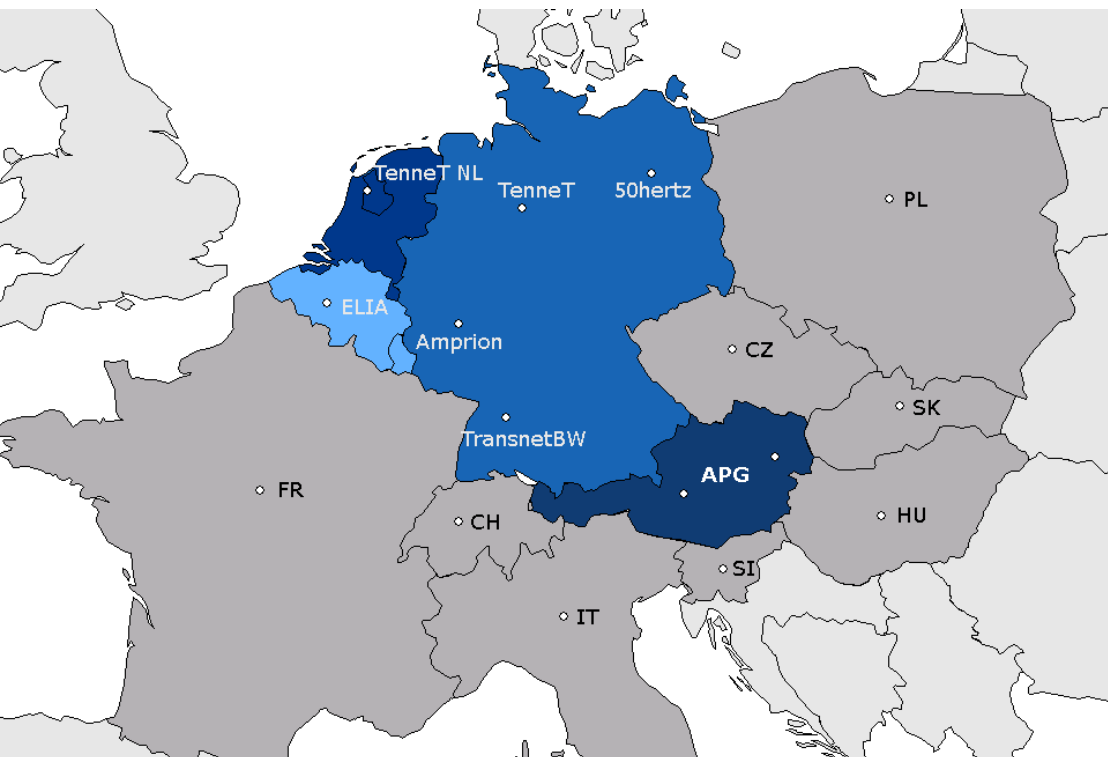 TenneT NL
TenneT
50hertz
PL
ELIA
Amprion
CZ
SK
TransnetBW
APG
FR
CH
HU
SI
IT